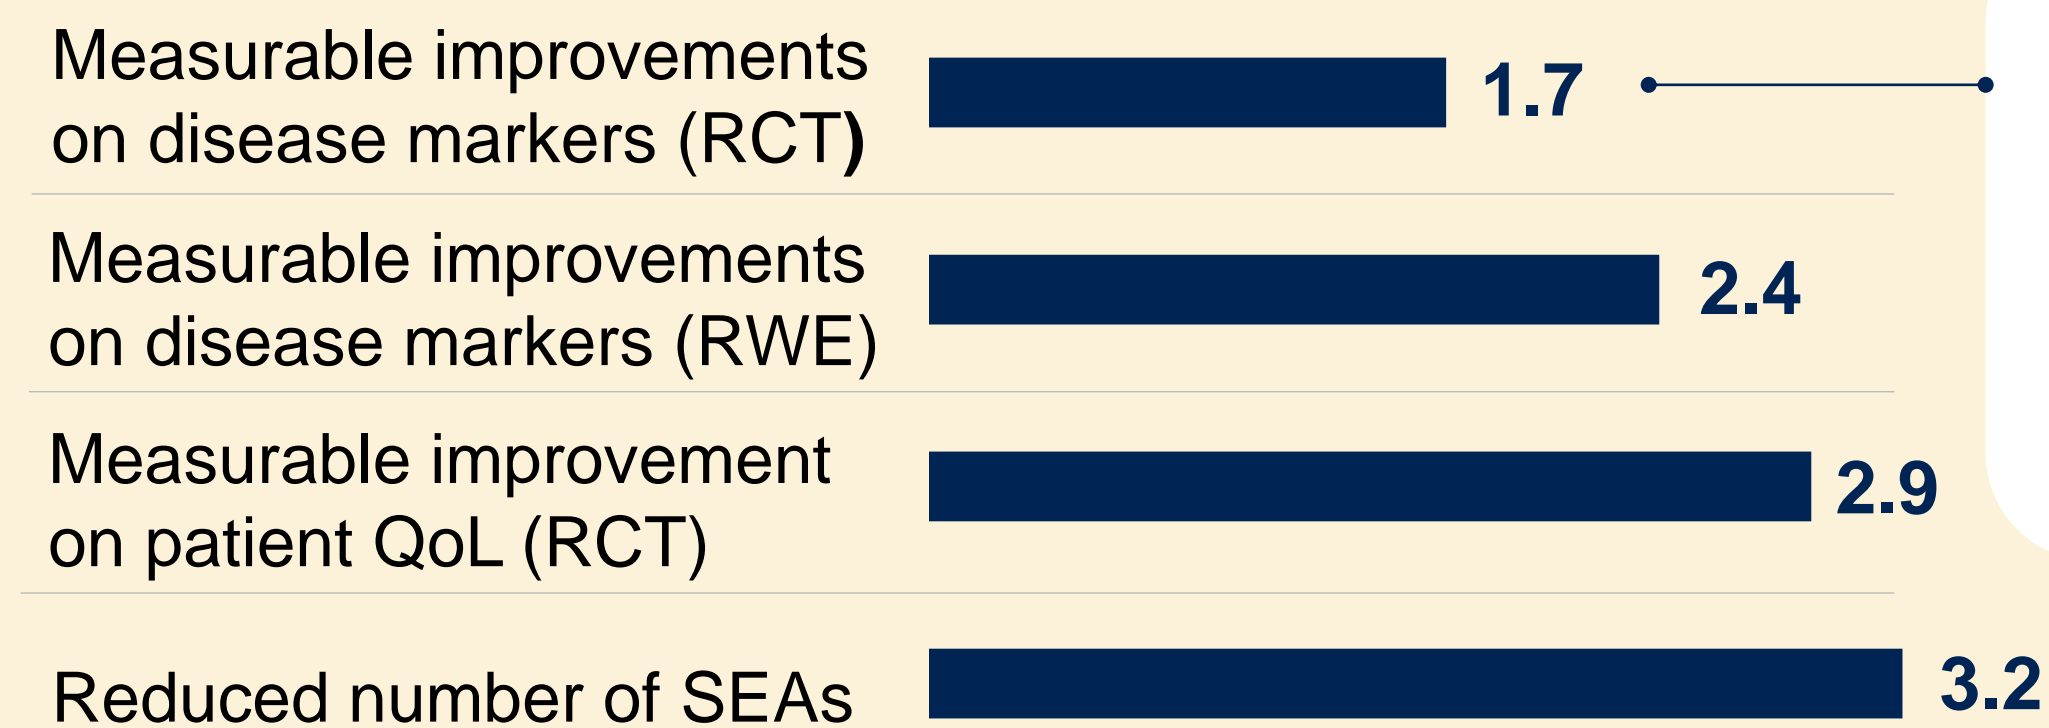 Measurable improvements
on disease markers (RCT)
1.7
Measurable improvements
on disease markers (RWE)
2.4
Measurable improvement
on patient QoL (RCT)
2.9
Reduced number of SEAs
3.2